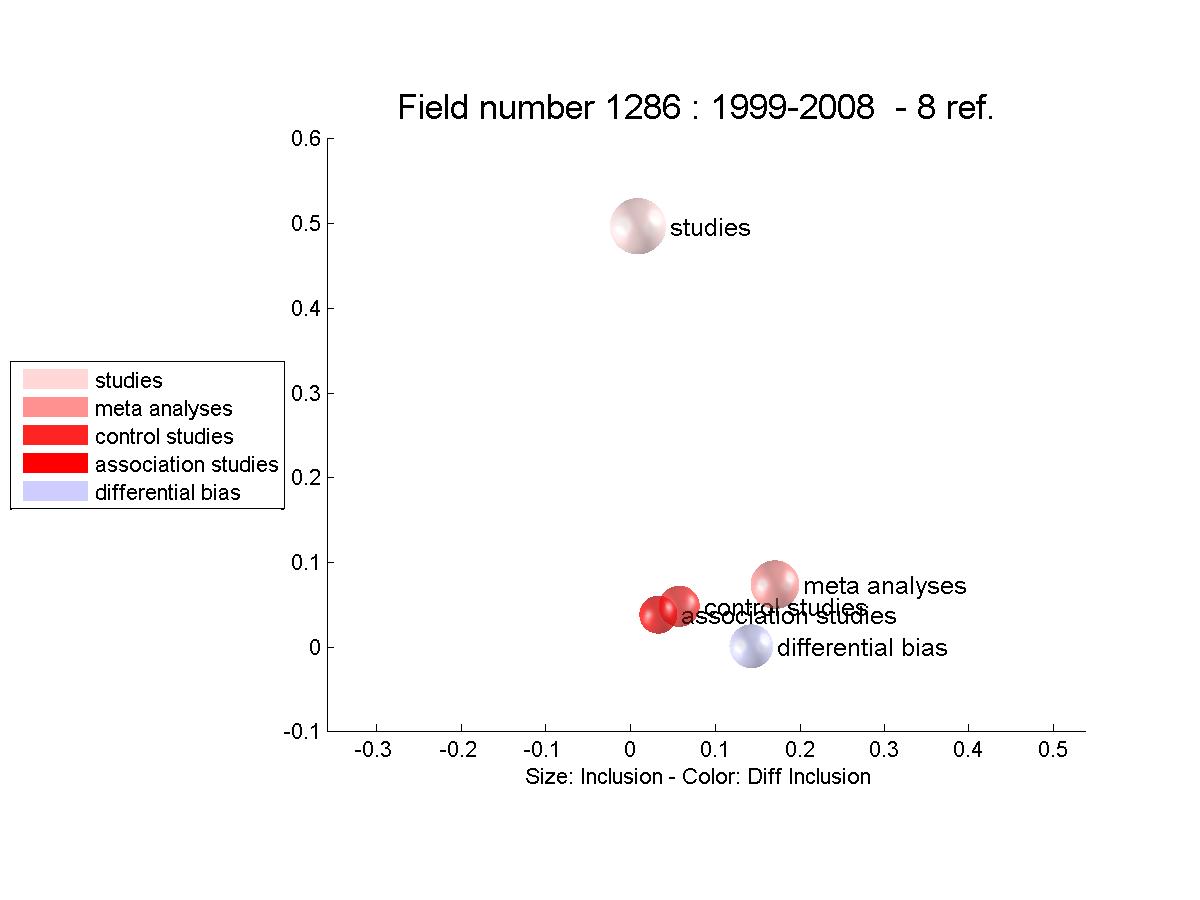 Field number 1286 : 1999-2008 - 8 ref.
0.6
0.5
0.4
0.3
0.2
0.1
0
-0.1
studies
meta analyses
control studies
association studies
differential bias
studies
meta analyses
control studies
association studies
differential bias
-0.3 -0.2 -0.1 0 0.1 0.2 0.3 0.4 0.5
Size: Inclusion - Color: Diff Inclusion